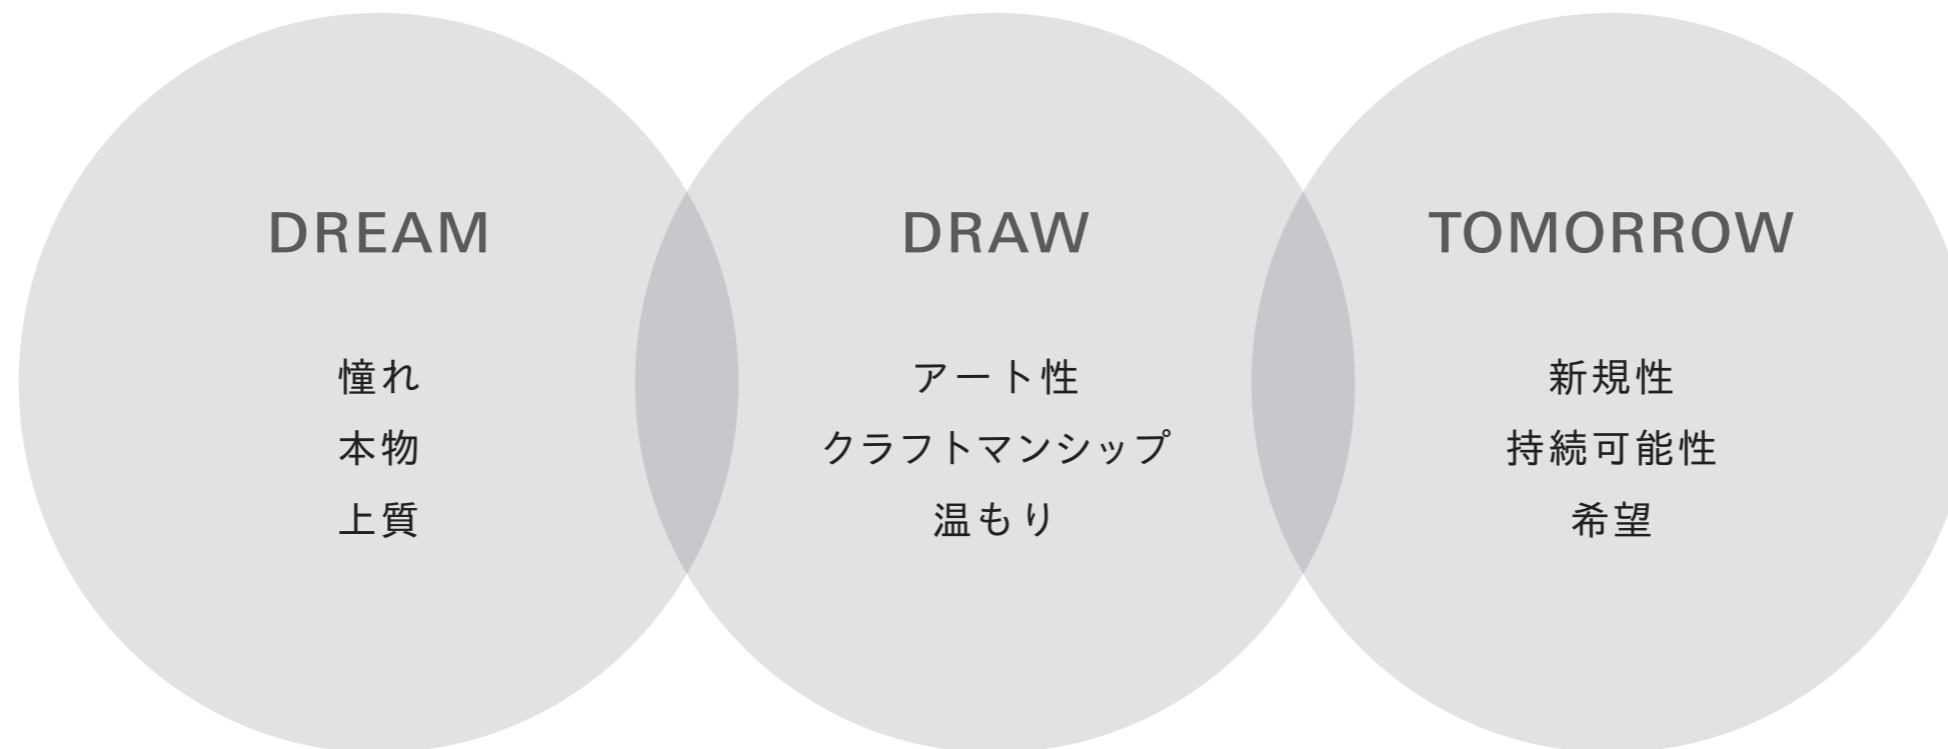 DREAM
憧れ
本物
上質
DRAW
アート性
クラフトマンシップ
温もり
TOMORROW
新規性
持続可能性
希望